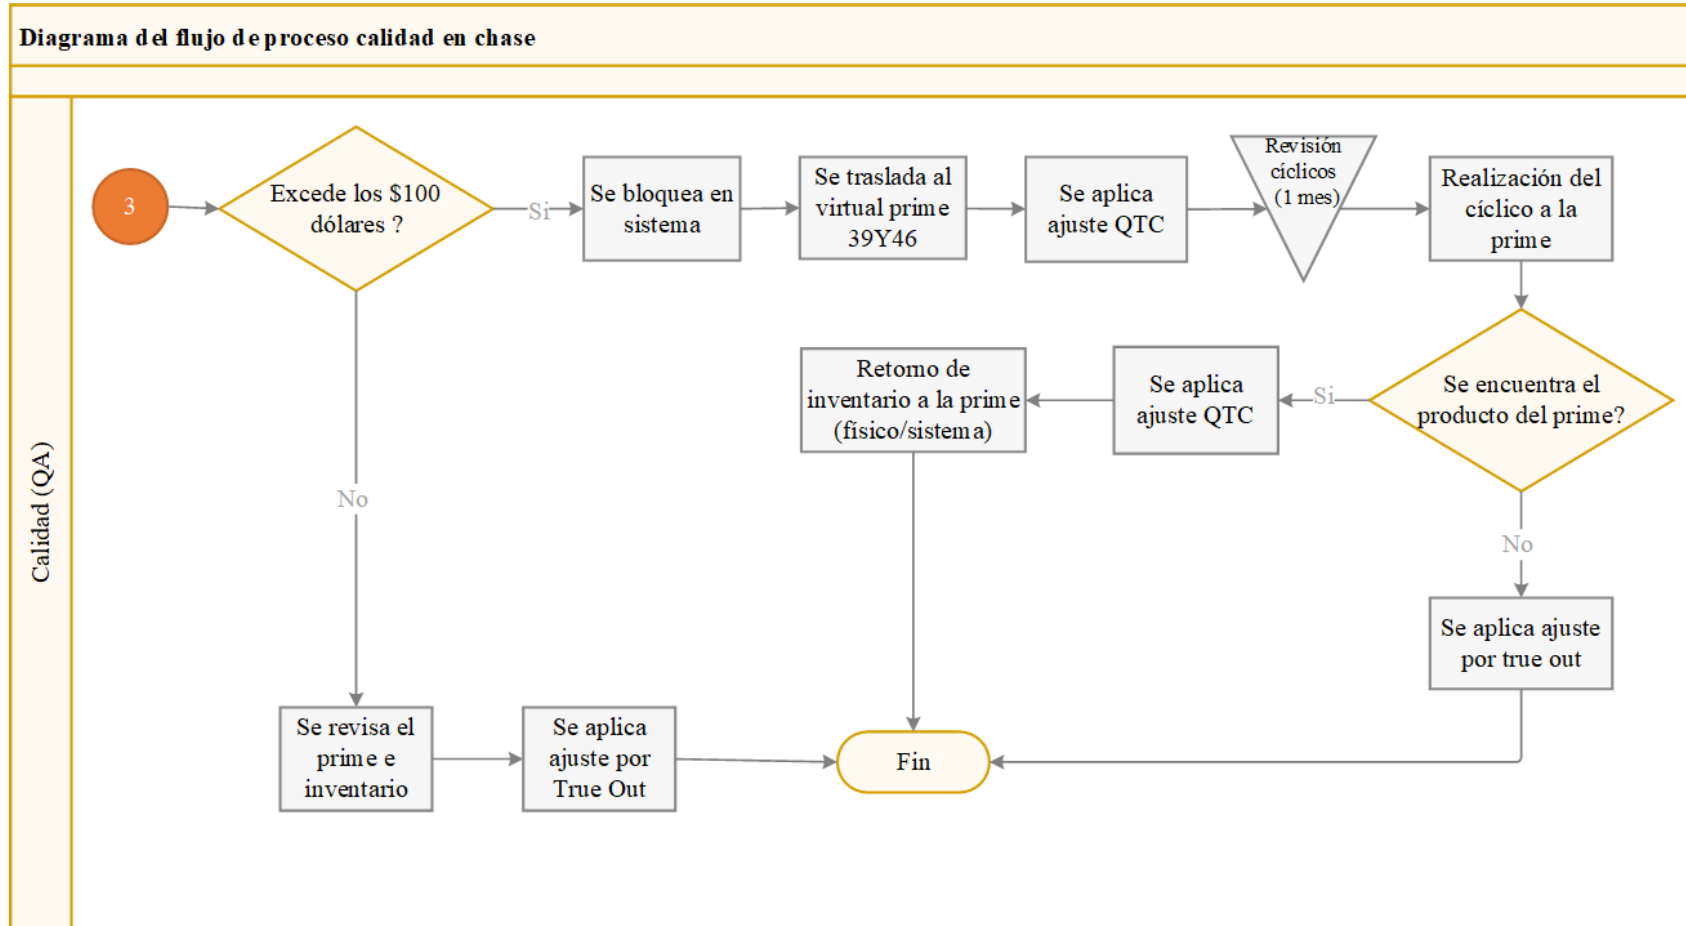 Diagrama del flujo de proceso calidad en chase
Calidad (QA)
3
Excede los $100
dólares ?
Si
Se bloquea en
sistema
Se traslada al
virtual prime
39Y46
Se aplica
ajuste QTC
Revisión
cíclicos
(1 mes)
Realización del
cíclico a la
prime
Se encuentra el
producto del prime?
Si
Se aplica
ajuste QTC
Retorno de
inventario a la prime
(físico/sistema)
No
No
Se aplica ajuste
por true out
Se revisa el
prime e
inventario
Se aplica
ajuste por
True Out
Fin